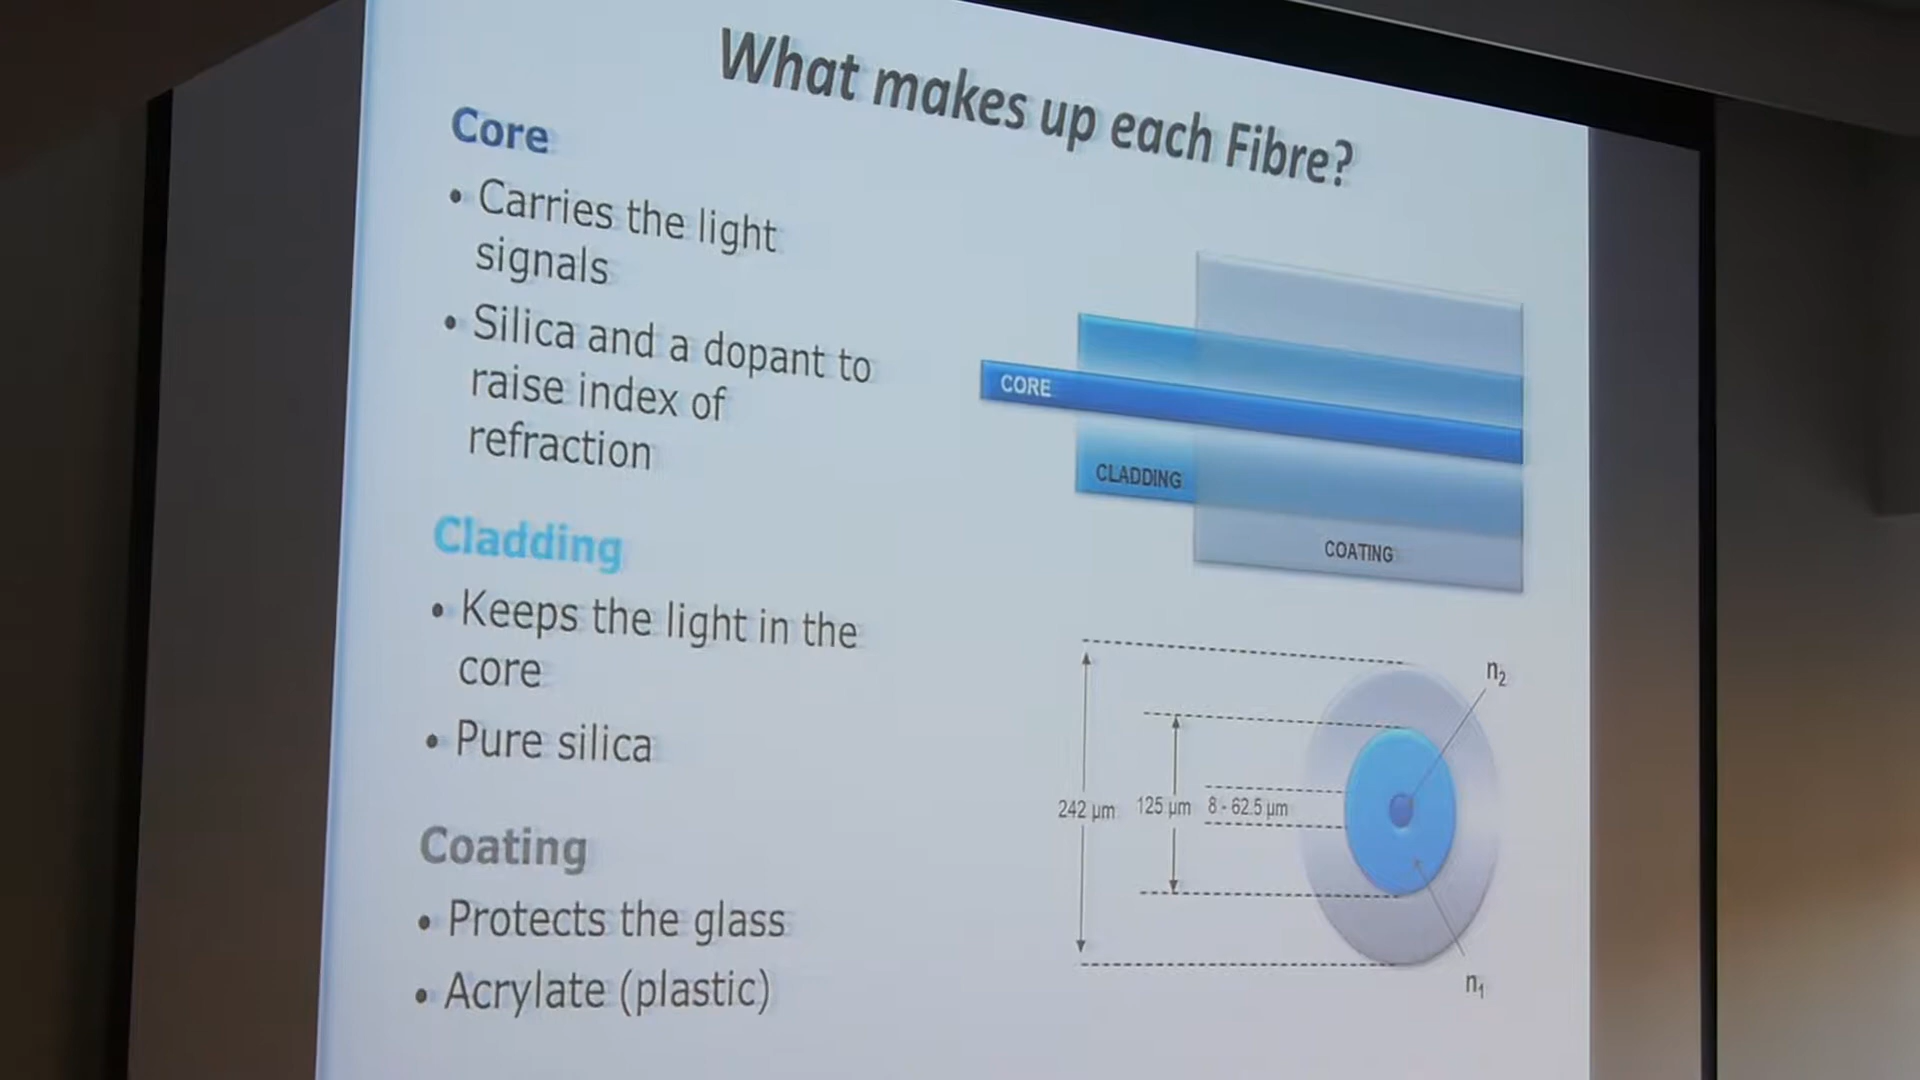 What makes up each Fibre?
Core
• Carries the light
signals
• Silica and a dopant to
raise index of
refraction
Cladding
• Keeps the light in the
core
• Pure silica
Coating
• Protects the glass
• Acrylate (plastic)
CORE
CLADDING
COATING
n₂
242 µm 125 µm 8 - 62.5 µm
n₁